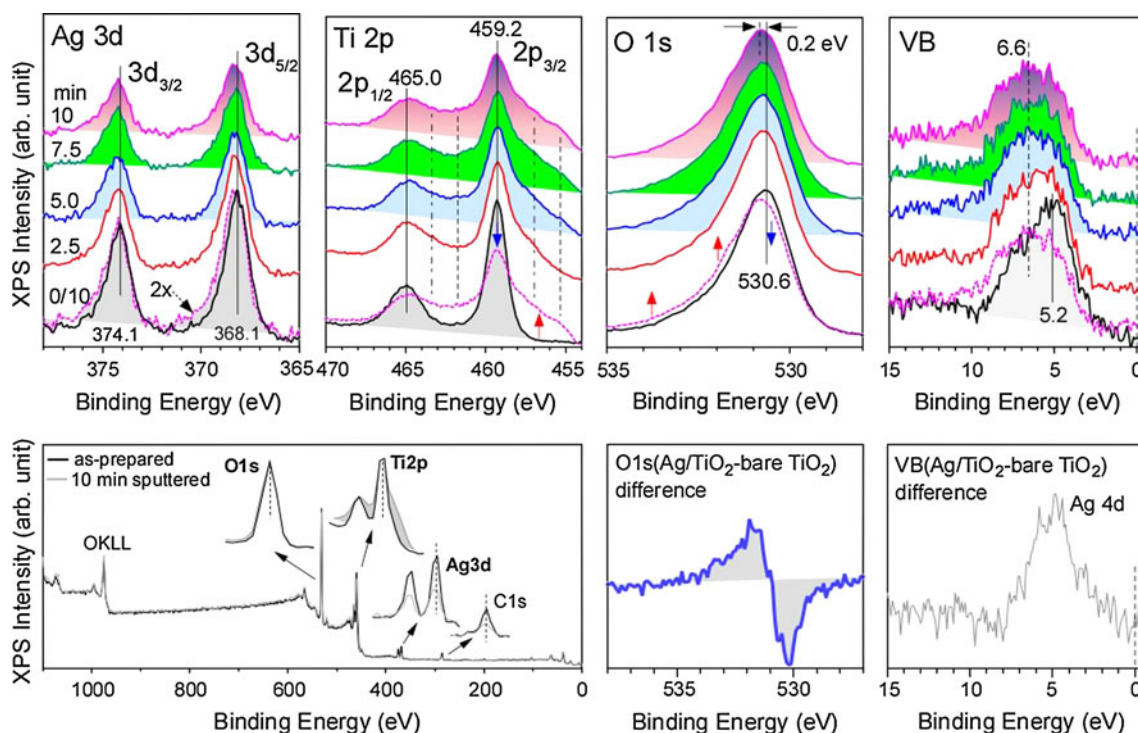 XPS Intensity (arb. unit)
Ag 3d
3d3/2
3d5/2
min
10
7.5
5.0
2.5
0/10
2x
374.1
368.1
375
370
365
Binding Energy (eV)
Ti 2p
459.2
2p3/2
2p1/2
465.0
470
465
460
454
Binding Energy (eV)
O 1s
0.2 eV
530.6
535
530
Binding Energy (eV)
VB
6.6
5.2
15
10
5
0
Binding Energy (eV)
XPS Intensity (arb. unit)
as-prepared
10 min sputtered
O1s
Ti2p
OKLL
Ag3d
C1s
1000
800
600
400
200
0
Binding Energy (eV)
O1s(Ag/TiO2-bare TiO2)
difference
535
530
Binding Energy (eV)
VB(Ag/TiO2-bare TiO2)
difference
Ag 4d
15
10
5
0
Binding Energy (eV)